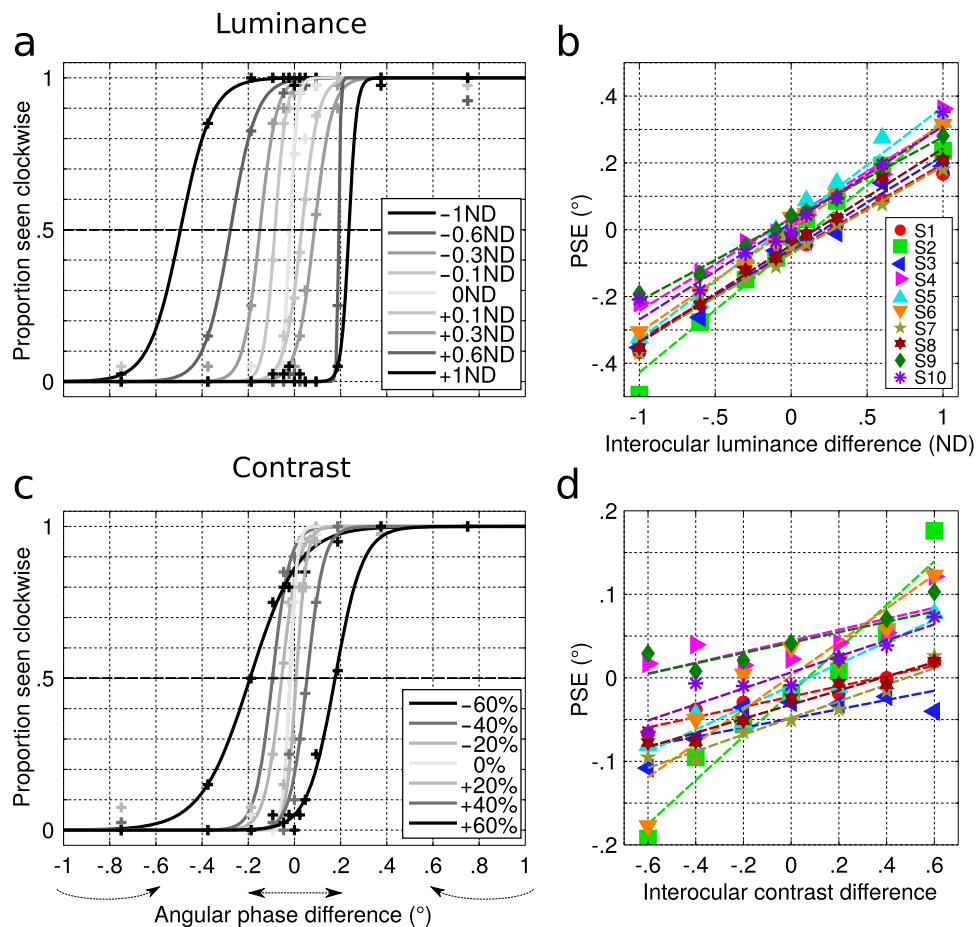 Luminance
a
Proportion seen clockwise
1
.5
0
−1ND
−0.6ND
−0.3ND
−0.1ND
0ND
+0.1ND
+0.3ND
+0.6ND
+1ND
b
PSE (°)
.4
.2
0
-.2
-.4
-1 -.5 0 .5 1
Interocular luminance difference (ND)
S1
S2
S3
S4
S5
S6
S7
S8
S9
S10
Contrast
c
Proportion seen clockwise
1
.5
0
−60%
−40%
−20%
0%
+20%
+40%
+60%
-1 -.8 -.6 -.4 -.2 0 .2 .4 .6 .8 1
Angular phase difference (°)
d
PSE (°)
.2
.1
0
-.1
-.2
-.6 -.4 -.2 0 .2 .4 .6
Interocular contrast difference